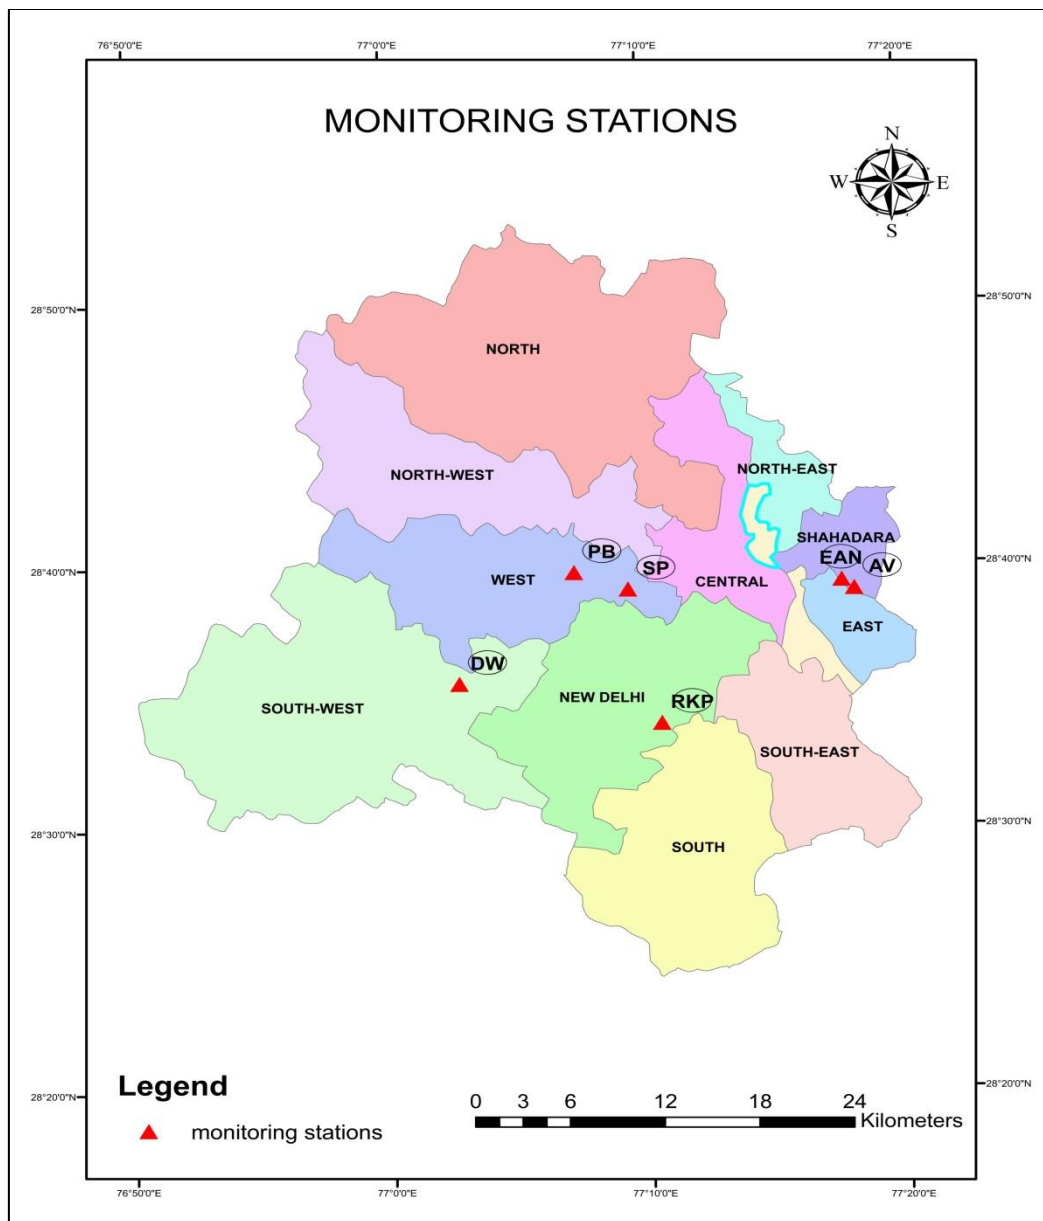 76°50'0"E 77°0'0"E 77°10'0"E 77°20'0"E
MONITORING STATIONS
N
W E
S
28°50'0"N 28°50'0"N
NORTH
NORTH-WEST
NORTH-EAST
SHAHADARA
PB
EAN
AV
SP
28°40'0"N 28°40'0"N
WEST
CENTRAL
EAST
DW
NEW DELHI
RKP
SOUTH-WEST
SOUTH-EAST
28°30'0"N 28°30'0"N
SOUTH
Legend
28°20'0"N 28°20'0"N
0 3 6 12 18 24
Kilometers
monitoring stations
76°50'0"E 77°0'0"E 77°10'0"E 77°20'0"E